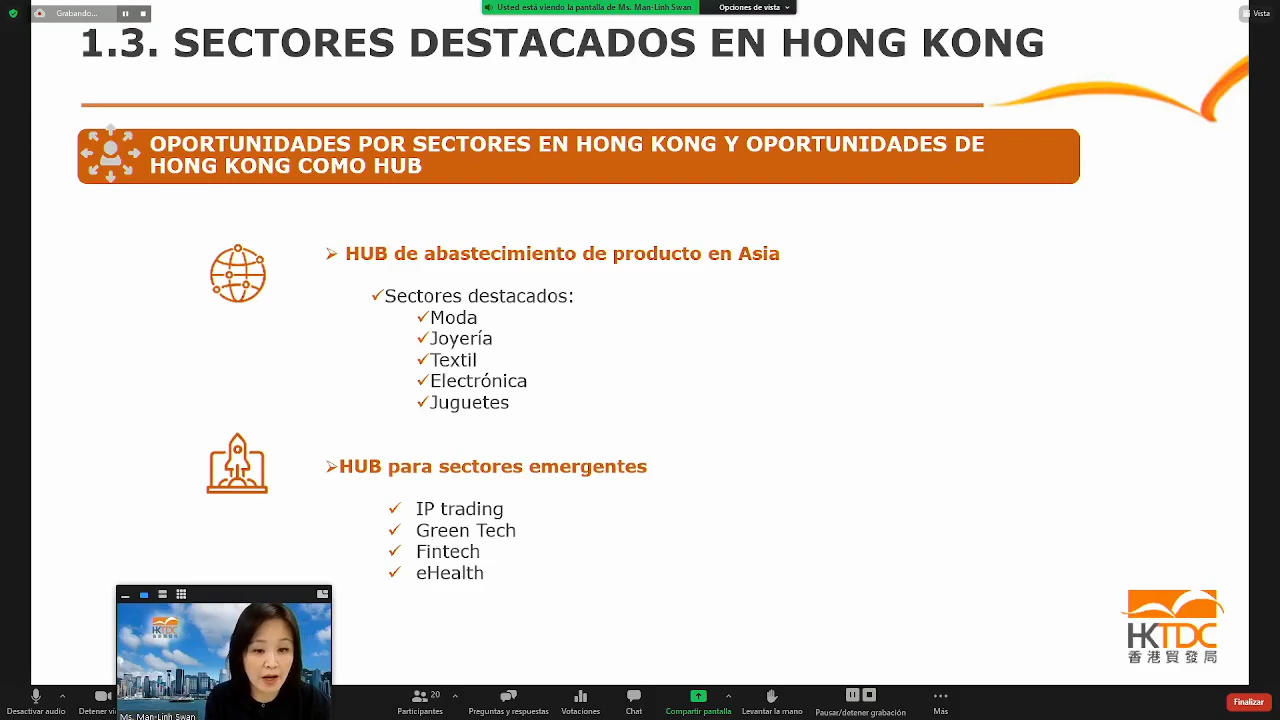 Grabando...
Usted está viendo la pantalla de Ms. Man-Linh Swan
Opciones de vista
Vista
1.3. SECTORES DESTACADOS EN HONG KONG
OPORTUNIDADES POR SECTORES EN HONG KONG Y OPORTUNIDADES DE
HONG KONG COMO HUB
HUB de abastecimiento de producto en Asia
Sectores destacados:
Moda
Joyería
Textil
Electrónica
Juguetes
HUB para sectores emergentes
IP trading
Green Tech
Fintech
eHealth
HKTDC
香港貿發局
Ms. Man-Linh Swan
Desactivar audio
Detener
20
Participantes
Preguntas y respuestas
Votaciones
Chat
Compartir pantalla
Levantar la mano
Pausar/detener grabación
Más
Finalizar